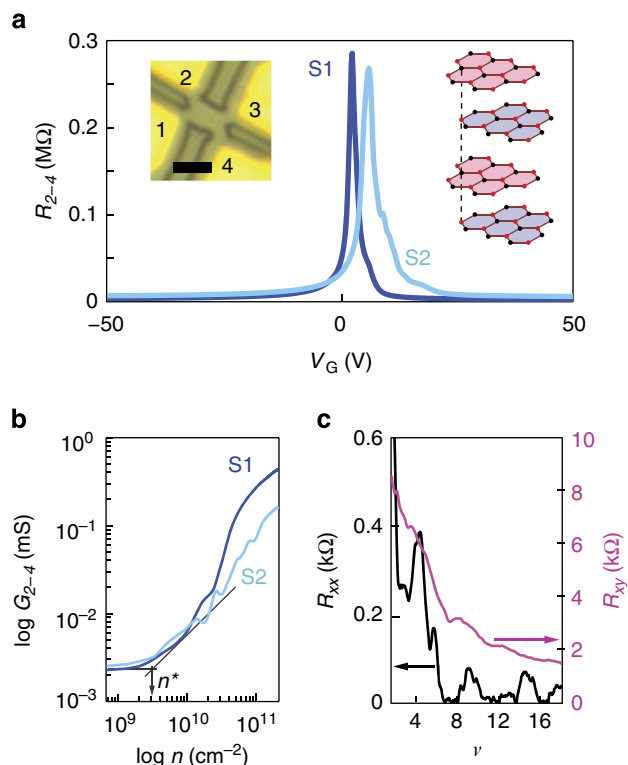 a
0.3
0.2
0.1
0
R2–4 (MΩ)
S1
S2
2
3
1
4
−50
0
50
VG (V)
b
10^0
10^−1
10^−2
10^−3
log G2–4 (mS)
S1
S2
n*
10^9
10^10
10^11
log n (cm^−2)
c
0.6
0.4
0.2
0
Rxx (kΩ)
10
8
6
4
2
0
Rxy (kΩ)
4
8
12
16
ν